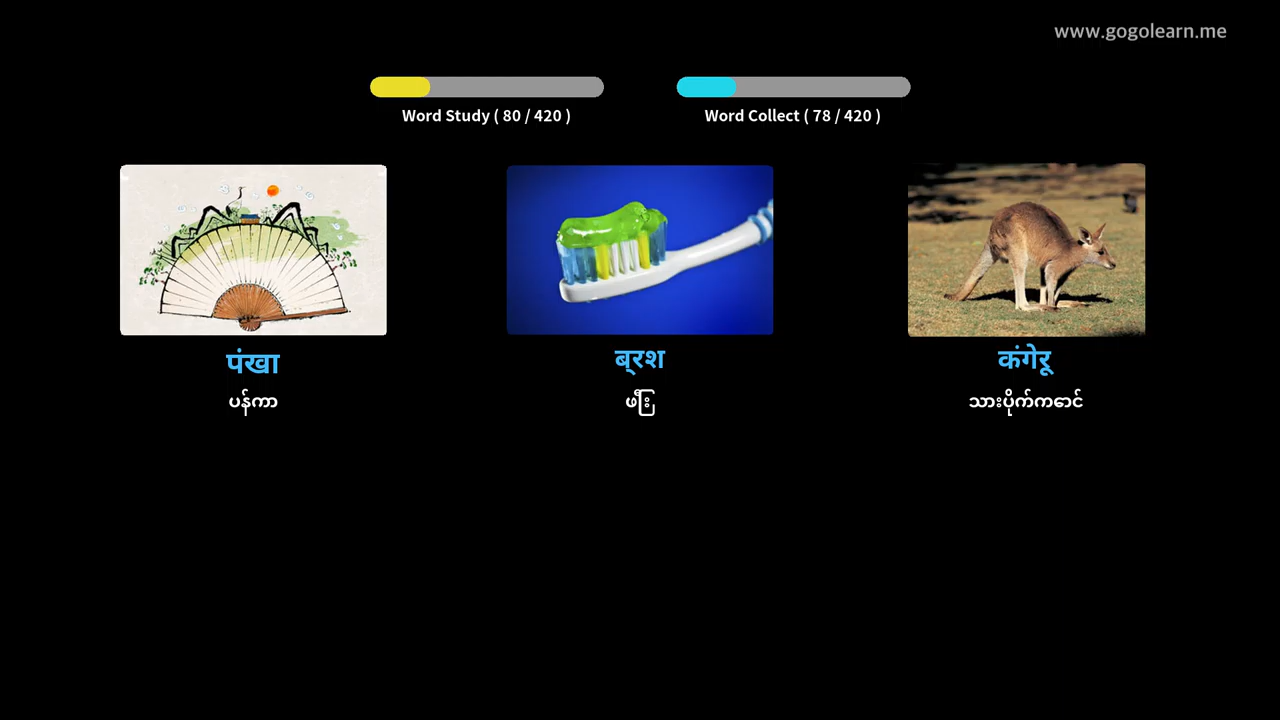 www.gogolearn.me
Word Study ( 80 / 420 )
Word Collect ( 78 / 420 )
पंखा
ब्रश
कंगेरू
ပန်ကာ
သားပိုက်ကောင်